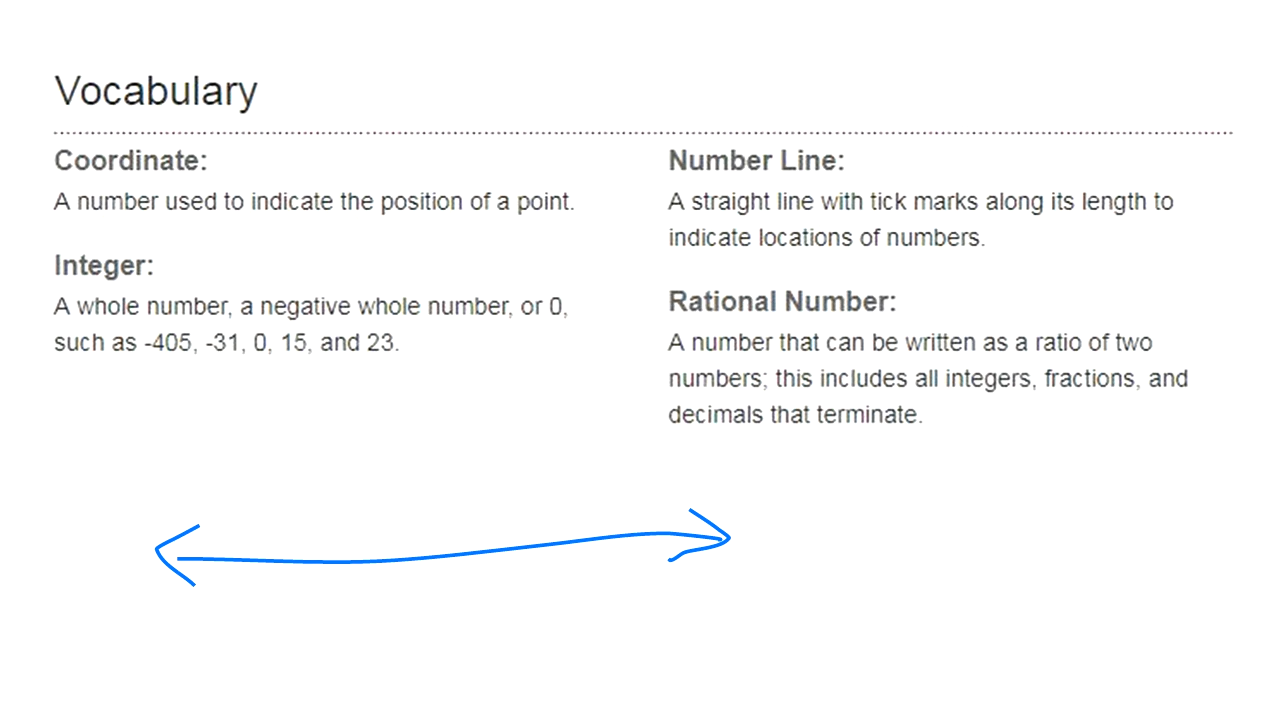 Vocabulary
Coordinate:
A number used to indicate the position of a point.
Integer:
A whole number, a negative whole number, or 0,
such as -405, -31, 0, 15, and 23.
Number Line:
A straight line with tick marks along its length to
indicate locations of numbers.
Rational Number:
A number that can be written as a ratio of two
numbers; this includes all integers, fractions, and
decimals that terminate.